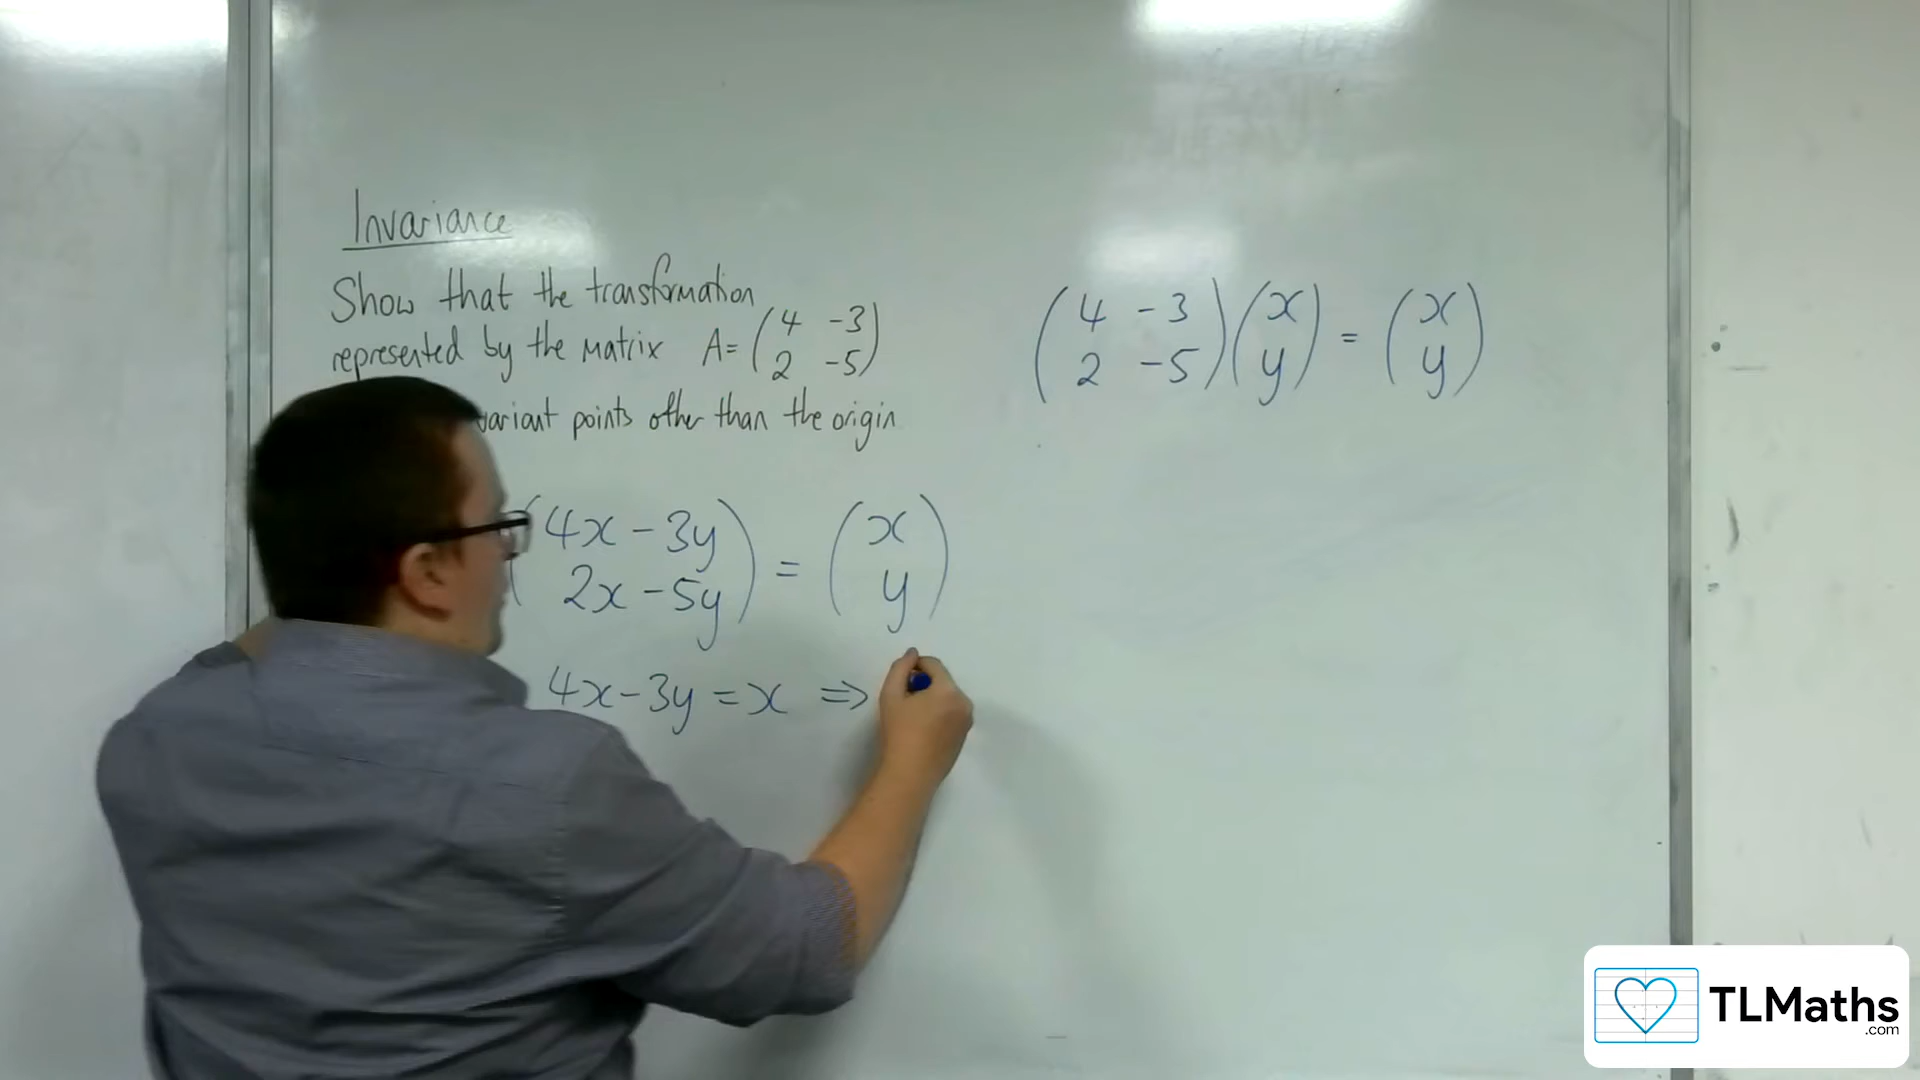 Invariance
Show that the transformation
represented by the matrix A = (4 -3
2 -5)
variant points other than the origin
(4 -3
2 -5)(x
y) = (x
y)
(4x - 3y
2x - 5y) = (x
y)
4x - 3y = x ⇒
TLMaths
.com